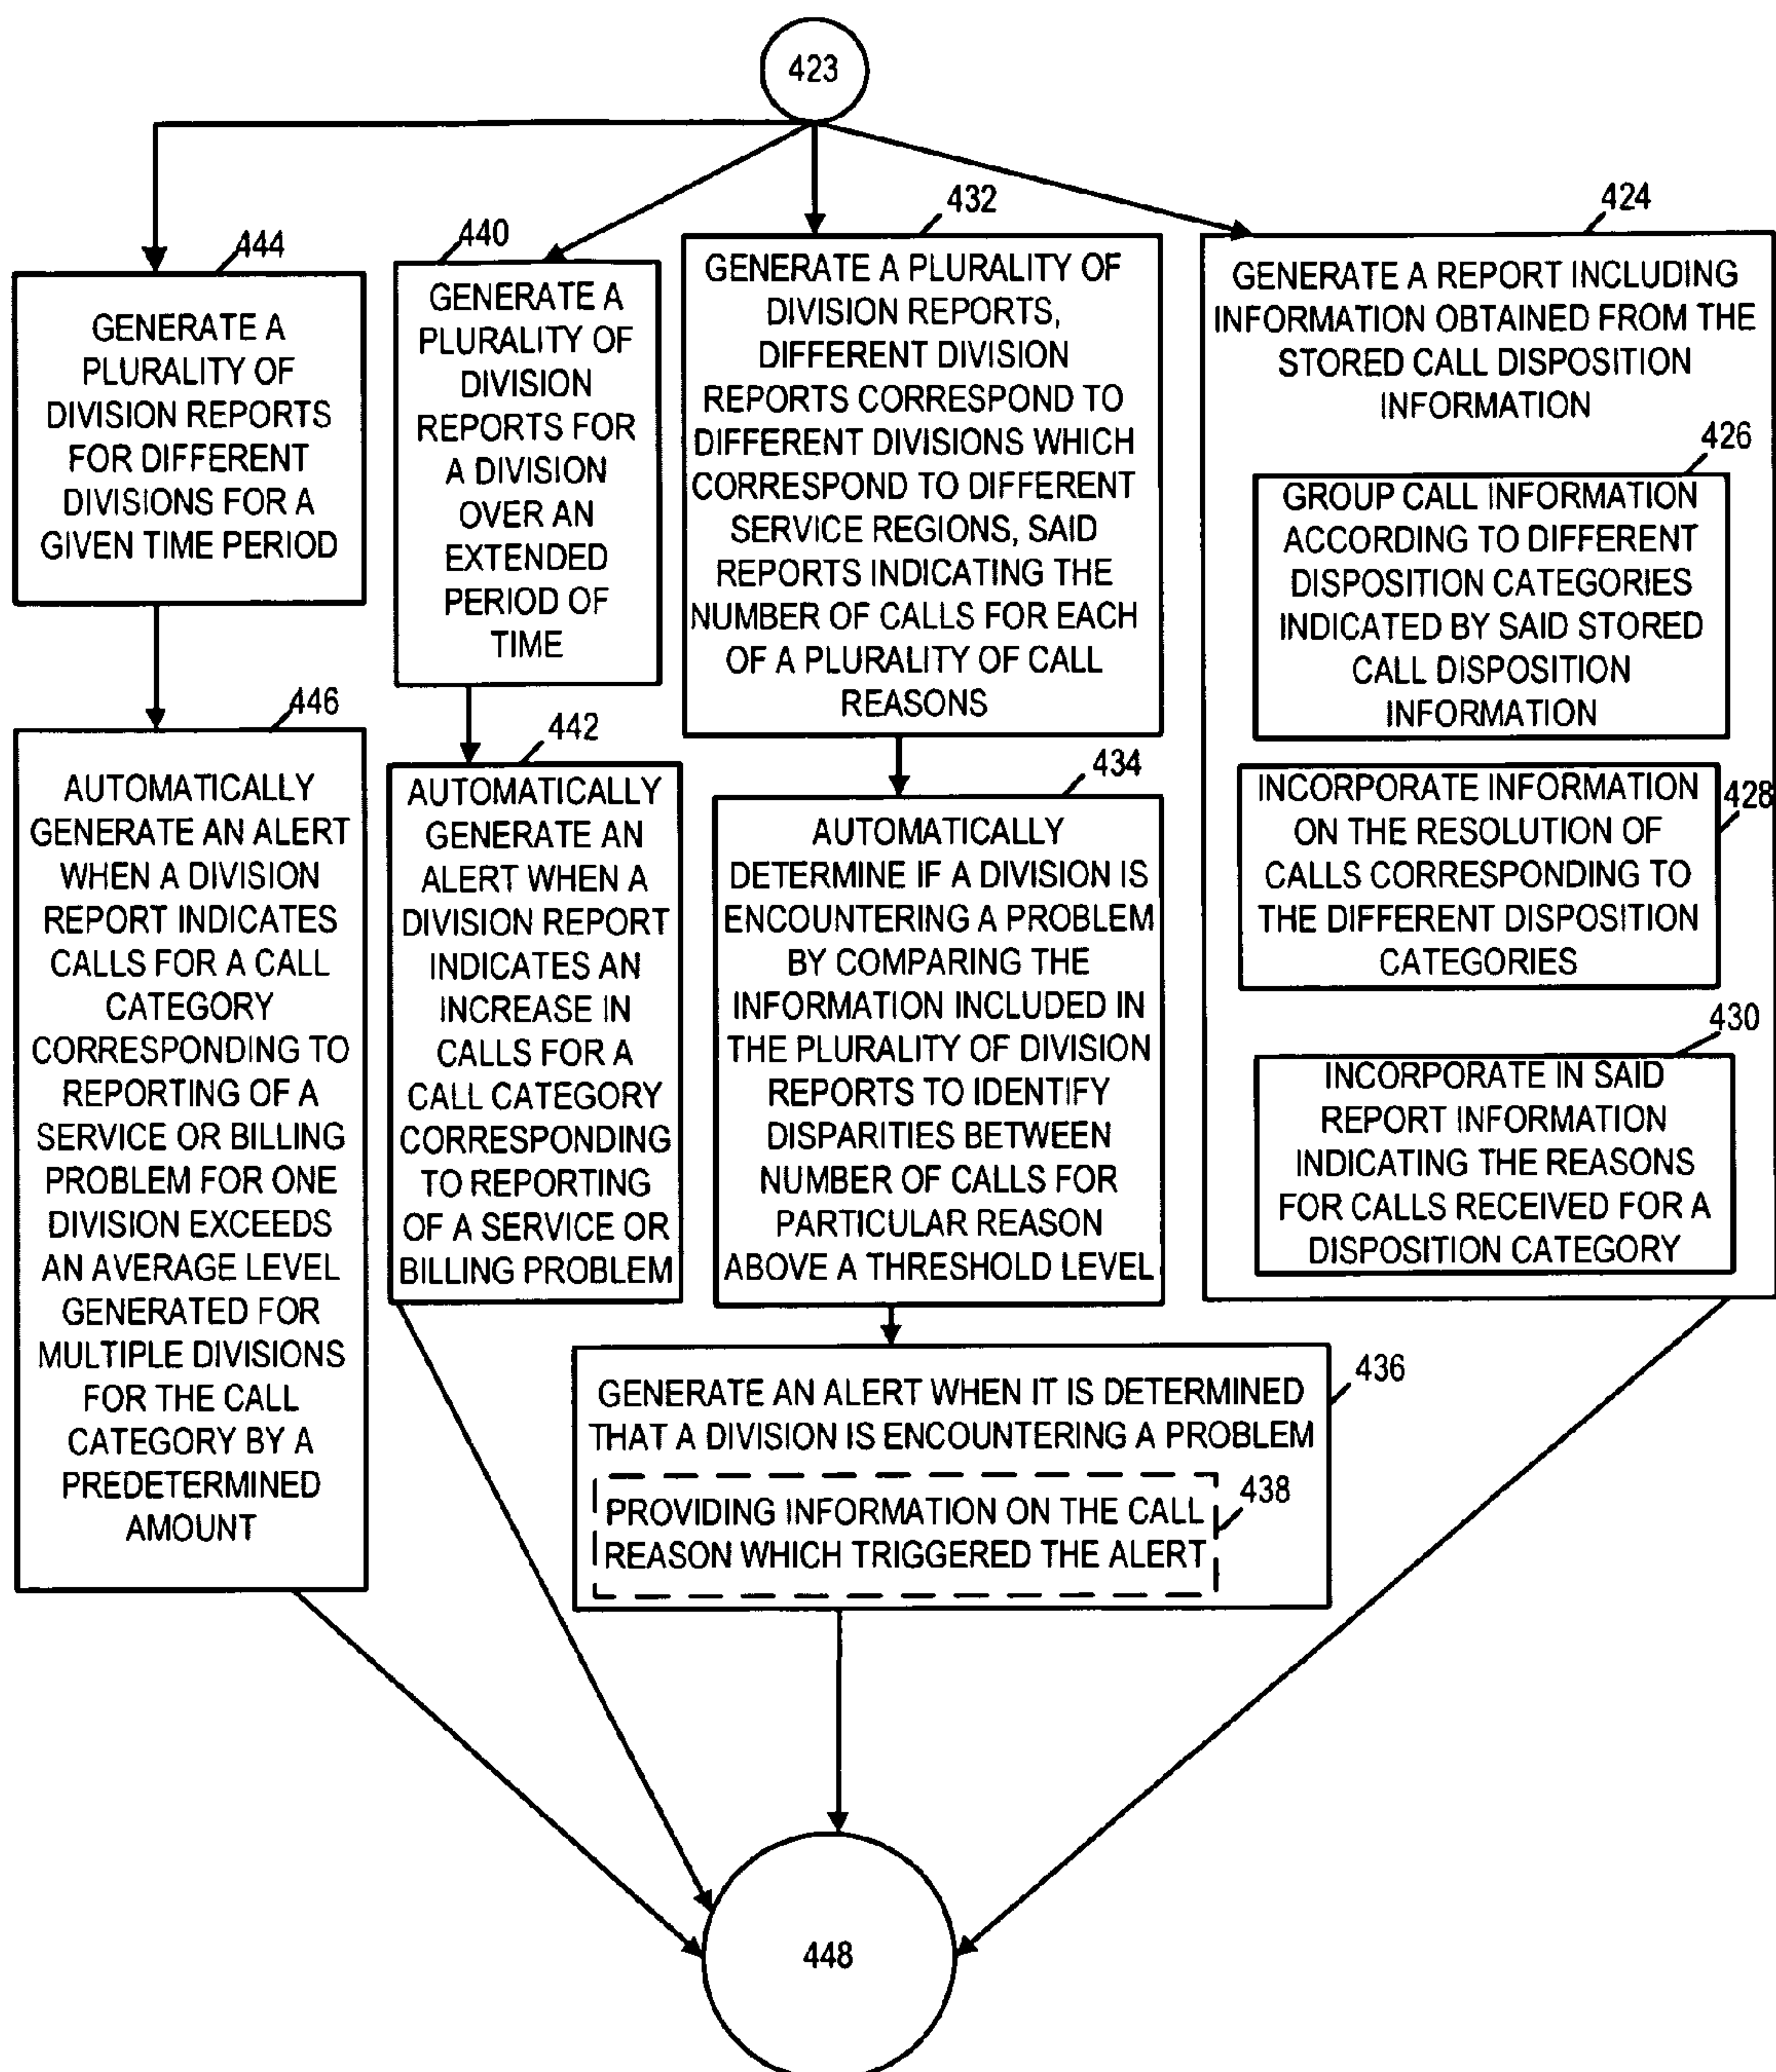 423
444
GENERATE A
PLURALITY OF
DIVISION REPORTS
FOR DIFFERENT
DIVISIONS FOR A
GIVEN TIME PERIOD
446
AUTOMATICALLY
GENERATE AN ALERT
WHEN A DIVISION
REPORT INDICATES
CALLS FOR A CALL
CATEGORY
CORRESPONDING TO
REPORTING OF A
SERVICE OR BILLING
PROBLEM FOR ONE
DIVISION EXCEEDS
AN AVERAGE LEVEL
GENERATED FOR
MULTIPLE DIVISIONS
FOR THE CALL
CATEGORY BY A
PREDETERMINED
AMOUNT
440
GENERATE A
PLURALITY OF
DIVISION
REPORTS FOR
A DIVISION
OVER AN
EXTENDED
PERIOD OF
TIME
442
AUTOMATICALLY
GENERATE AN
ALERT WHEN A
DIVISION REPORT
INDICATES AN
INCREASE IN
CALLS FOR A
CALL CATEGORY
CORRESPONDING
TO REPORTING
OF A SERVICE OR
BILLING PROBLEM
432
GENERATE A PLURALITY OF
DIVISION REPORTS,
DIFFERENT DIVISION
REPORTS CORRESPOND TO
DIFFERENT DIVISIONS WHICH
CORRESPOND TO DIFFERENT
SERVICE REGIONS, SAID
REPORTS INDICATING THE
NUMBER OF CALLS FOR EACH
OF A PLURALITY OF CALL
REASONS
434
AUTOMATICALLY
DETERMINE IF A DIVISION IS
ENCOUNTERING A PROBLEM
BY COMPARING THE
INFORMATION INCLUDED IN
THE PLURALITY OF DIVISION
REPORTS TO IDENTIFY
DISPARITIES BETWEEN
NUMBER OF CALLS FOR
PARTICULAR REASON
ABOVE A THRESHOLD LEVEL
436
GENERATE AN ALERT WHEN IT IS DETERMINED
THAT A DIVISION IS ENCOUNTERING A PROBLEM
438
PROVIDING INFORMATION ON THE CALL
REASON WHICH TRIGGERED THE ALERT
424
GENERATE A REPORT INCLUDING
INFORMATION OBTAINED FROM THE
STORED CALL DISPOSITION
INFORMATION
426
GROUP CALL INFORMATION
ACCORDING TO DIFFERENT
DISPOSITION CATEGORIES
INDICATED BY SAID STORED
CALL DISPOSITION
INFORMATION
428
INCORPORATE INFORMATION
ON THE RESOLUTION OF
CALLS CORRESPONDING TO
THE DIFFERENT DISPOSITION
CATEGORIES
430
INCORPORATE IN SAID
REPORT INFORMATION
INDICATING THE REASONS
FOR CALLS RECEIVED FOR A
DISPOSITION CATEGORY
448